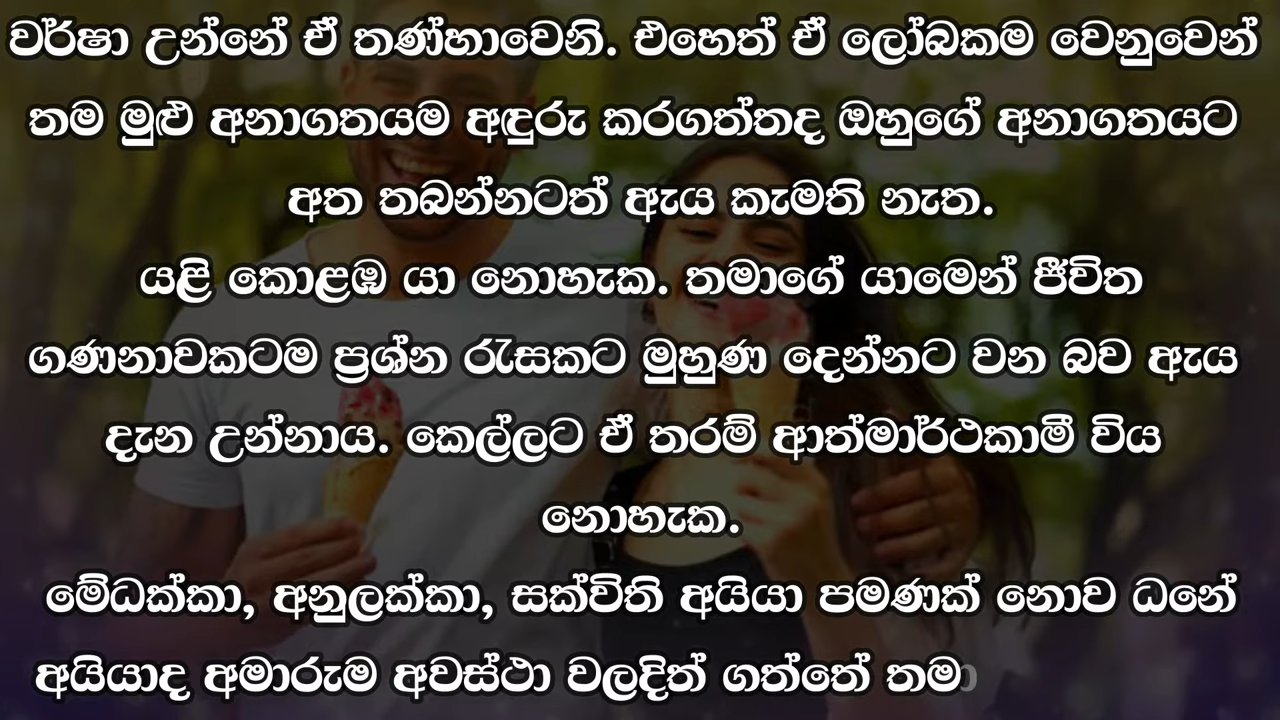 වර්ෂා උන්නේ ඒ තණ්හාවෙනි. එහෙත් ඒ ලෝබකම වෙනුවෙන්
තම මුළු අනාගතයම අඳුරු කරගත්තද ඔහුගේ අනාගතයට
අත තබන්නටත් ඇය කැමති නැත.
යළි කොළඹ යා නොහැක. තමාගේ යාමෙන් ජීවිත
ගණනාවකටම ප්‍රශ්න රැසකට මුහුණ දෙන්නට වන බව ඇය
දැන උන්නාය. කෙල්ලට ඒ තරම් ආත්මාර්ථකාමී විය
නොහැක.
මේධක්කා, අනුලක්කා, සක්විති අයියා පමණක් නොව ධනේ
අයියාද අමාරුම අවස්ථා වලදිත් ගත්තේ තමා